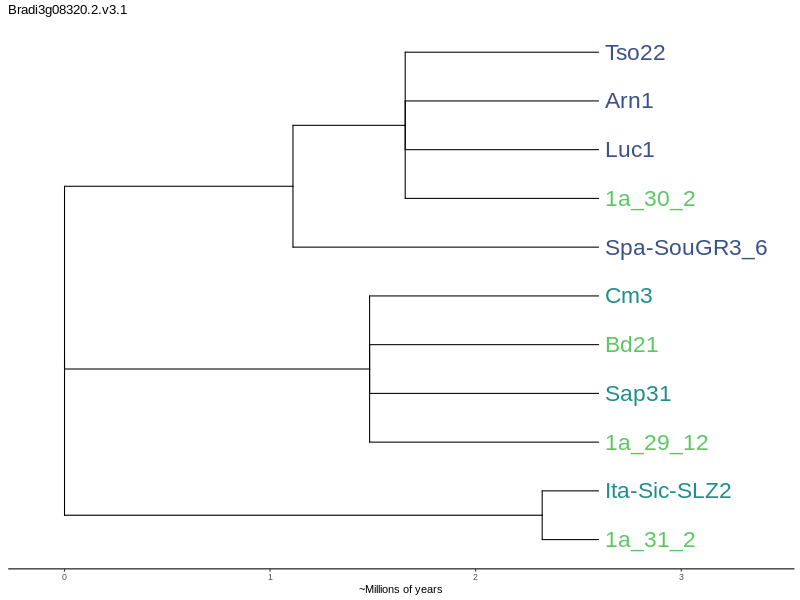 Bradi3g08320.2.v3.1
Tso22
Arn1
Luc1
1a_30_2
Spa-SouGR3_6
Cm3
Bd21
Sap31
1a_29_12
Ita-Sic-SLZ2
1a_31_2
0 1 2 3
~Millions of years